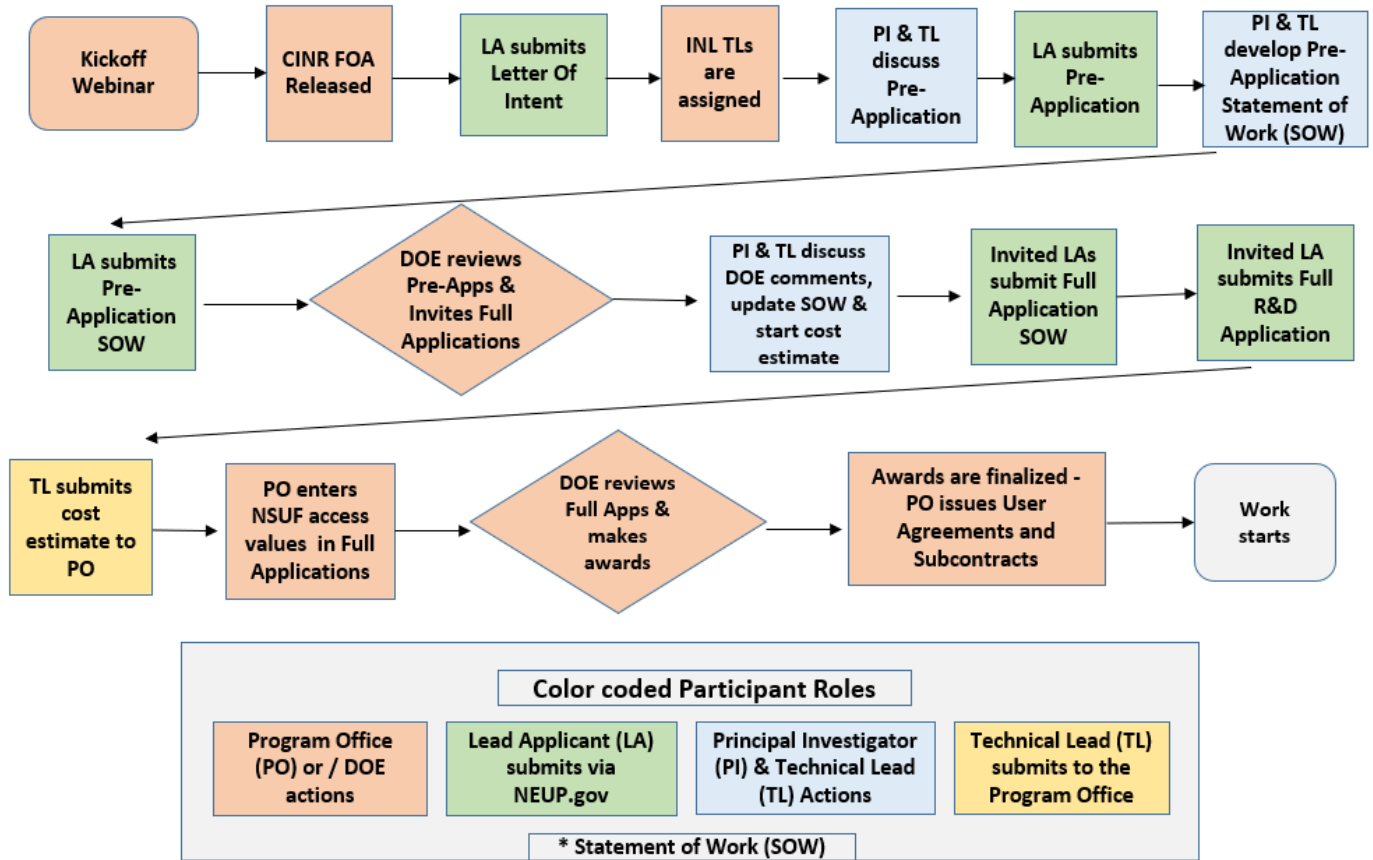 Kickoff
Webinar
CINR FOA
Released
LA submits
Letter Of
Intent
INL TLs
are
assigned
PI & TL
discuss
Pre-
Application
LA submits
Pre-
Application
PI & TL
develop Pre-
Application
Statement of
Work (SOW)
LA submits
Pre-
Application
SOW
DOE reviews
Pre-Apps &
Invites Full
Applications
PI & TL discuss
DOE comments,
update SOW &
start cost
estimate
Invited LAs
submit Full
Application
SOW
Invited LA
submits Full
R&D
Application
TL submits
cost
estimate to
PO
PO enters
NSUF access
values in Full
Applications
DOE reviews
Full Apps &
makes
awards
Awards are finalized -
PO issues User
Agreements and
Subcontracts
Work
starts
Color coded Participant Roles
Program Office
(PO) or / DOE
actions
Lead Applicant (LA)
submits via
NEUP.gov
Principal Investigator
(PI) & Technical Lead
(TL) Actions
Technical Lead (TL)
submits to the
Program Office
* Statement of Work (SOW)